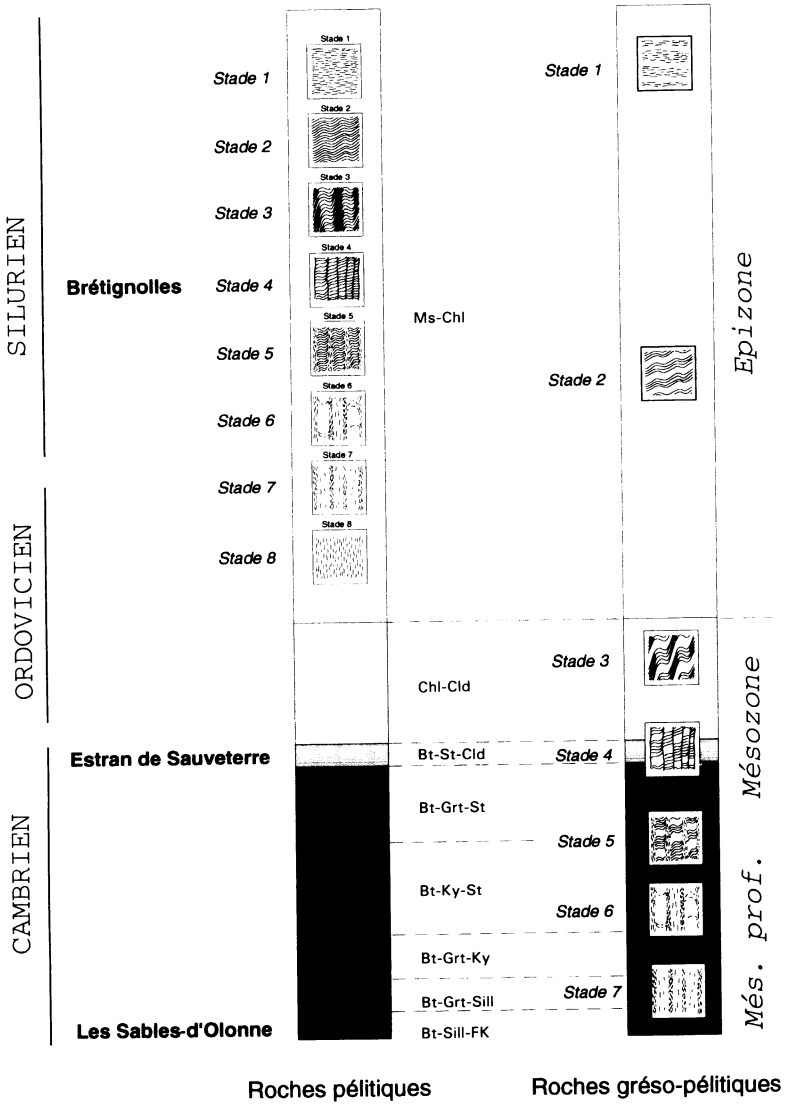 SILURIEN
ORDOVICIEN
CAMBRIEN
Brétignolles
Estran de Sauveterre
Les Sables-d'Olonne
Stade 1
Stade 2
Stade 3
Stade 4
Stade 5
Stade 6
Stade 7
Stade 8
Stade 1
Stade 2
Stade 3
Stade 4
Stade 5
Stade 6
Stade 7
Stade 8
Ms-Chl
Chl-Cld
Bt-St-Cld
Bt-Grt-St
Bt-Ky-St
Bt-Grt-Ky
Bt-Grt-Sill
Bt-Sill-FK
Stade 1
Stade 2
Stade 3
Stade 4
Stade 5
Stade 6
Stade 7
Epizone
Mésozone
Més. prof.
Roches pélitiques
Roches gréso-pélitiques